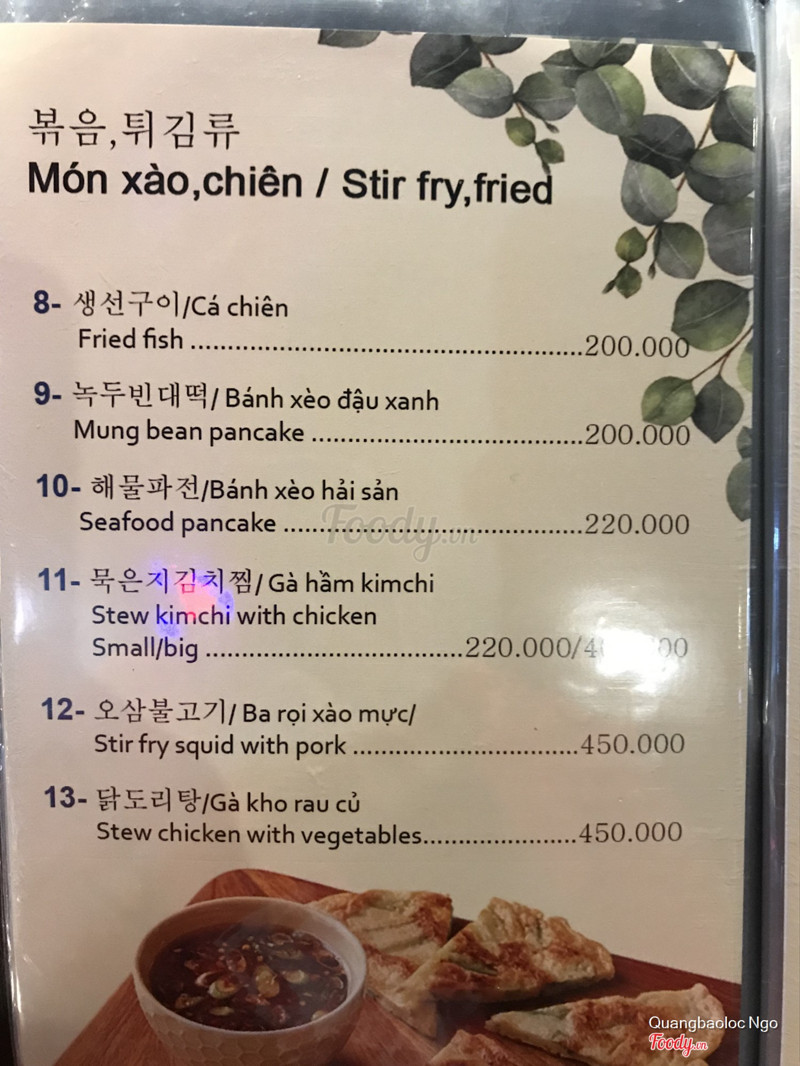 볶음,튀김류
Món xào,chiên / Stir fry,fried
8- 생선구이/Cá chiên
Fried fish ........................................................200.000
9- 녹두빈대떡/ Bánh xèo đậu xanh
Mung bean pancake .......................................200.000
10- 해물파전/Bánh xèo hải sản
Seafood pancake ...........................................220.000
Foody.vn
11- 묵은지김치찜/ Gà hầm kimchi
Stew kimchi with chicken
Small/big .....................................220.000/
12- 오삼불고기/ Ba rọi xào mực/
Stir fry squid with pork ................................450.000
13- 닭도리탕/Gà kho rau củ
Stew chicken with vegetables......................450.000
Quangbaoloc Ngo
Foody.vn